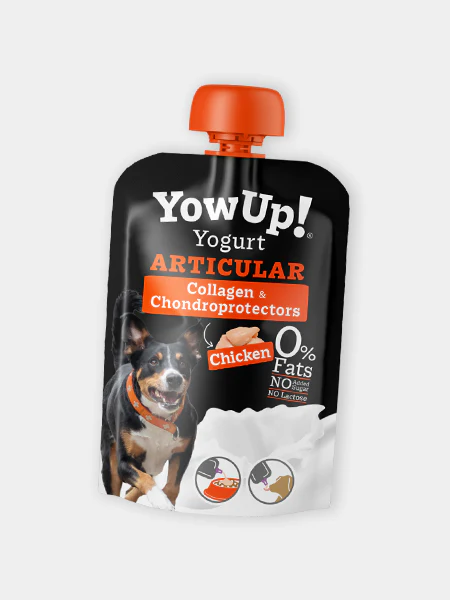 YowUp!®
Yogurt
ARTICULAR
Collagen &
Chondroprotectors
Chicken
0%
Fats
NO Added Sugar
NO Lactose